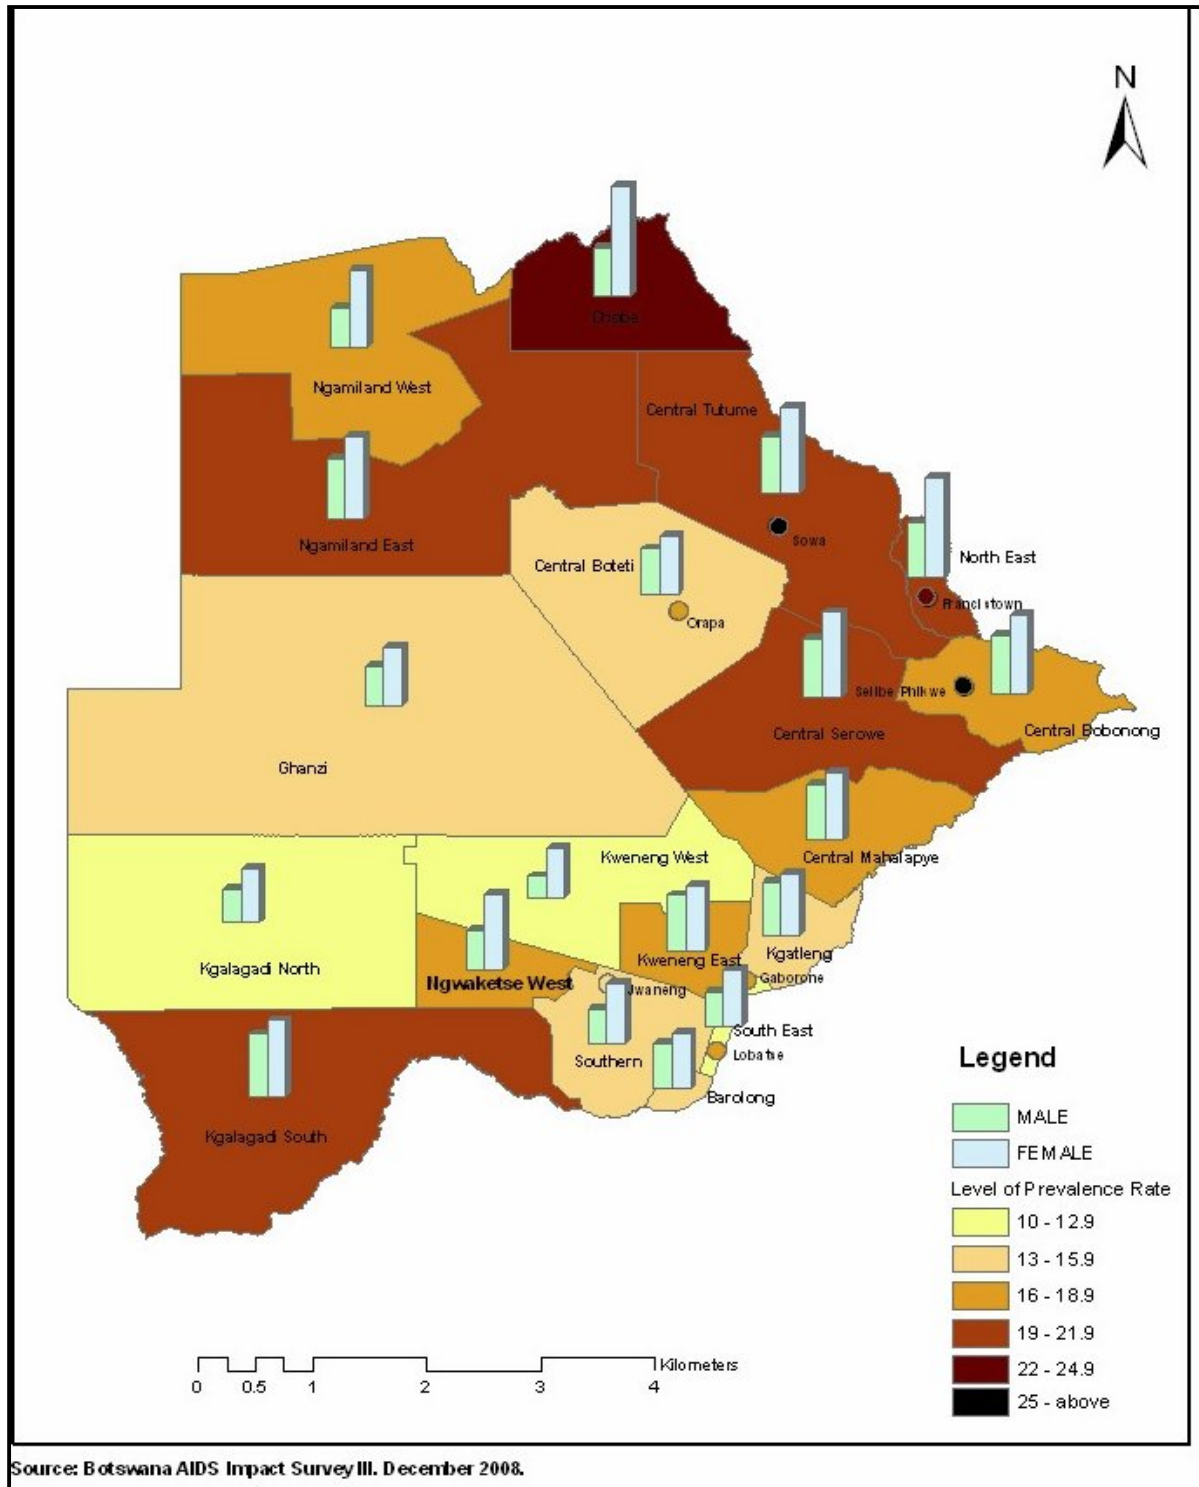 N
Chobe
Ngamiland West
Central Tutume
Ngamiland East
Sowa
North East
Central Boteti
Francistown
Orapa
Selibe Phikwe
Central Bobonong
Central Serowe
Ghanzi
Kweneng West
Central Mahalapye
Kgatleng
Kweneng East
Kgalagadi North
Gaborone
Ngwaketse West
Jwaneng
South East
Lobatse
Southern
Barolong
Kgalagadi South
Legend
MALE
FEMALE
Level of Prevalence Rate
10 - 12.9
13 - 15.9
16 - 18.9
19 - 21.9
22 - 24.9
25 - above
Kilometers
0 0.5 1 2 3 4
Source: Botswana AIDS Impact Survey III. December 2008.